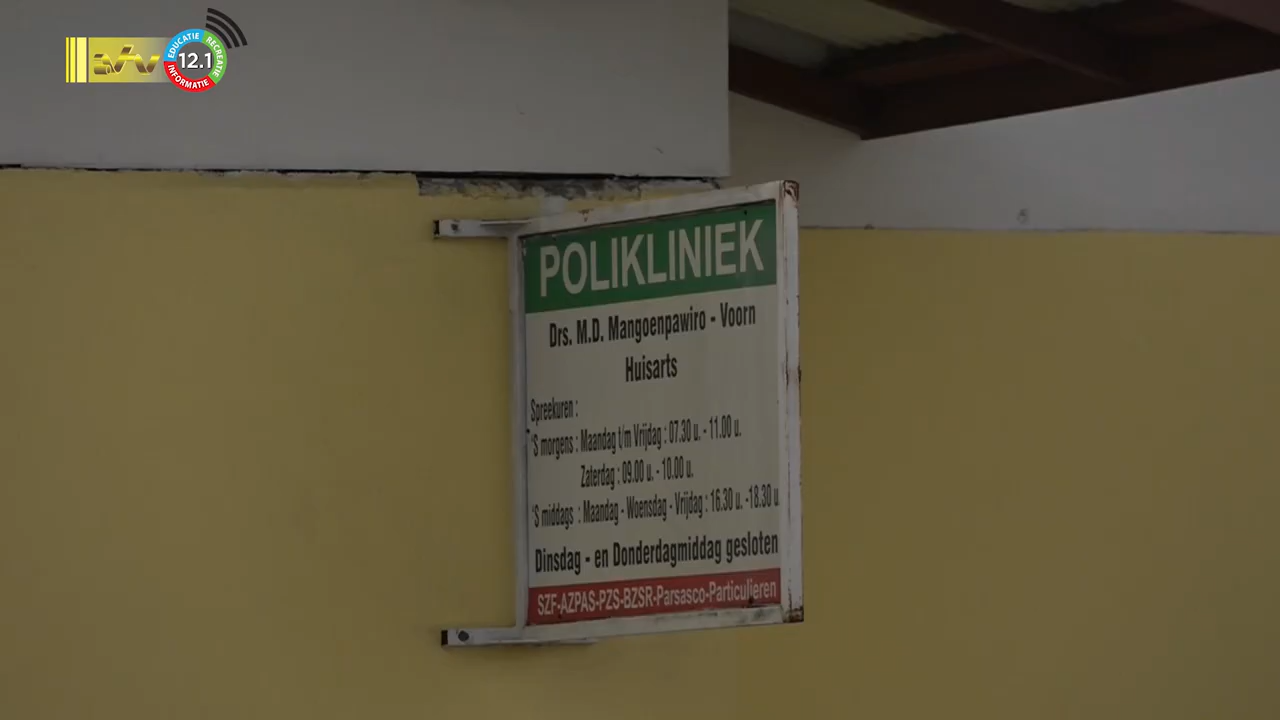 EDUCATIE
RECREATIE
INFORMATIE
12.1
POLIKLINIEK
Drs. M.D. Mangoenpawiro - Voorn
Huisarts
Spreekuren :
'S morgens : Maandag t/m Vrijdag : 07.30 u. - 11.00 u.
Zaterdag : 09.00 u. - 10.00 u.
'S middags : Maandag - Woensdag - Vrijdag : 16.30 u. -18.30 u
Dinsdag - en Donderdagmiddag gesloten
SZF-AZPAS-PZS-BZSR-Parsasco-Particulieren